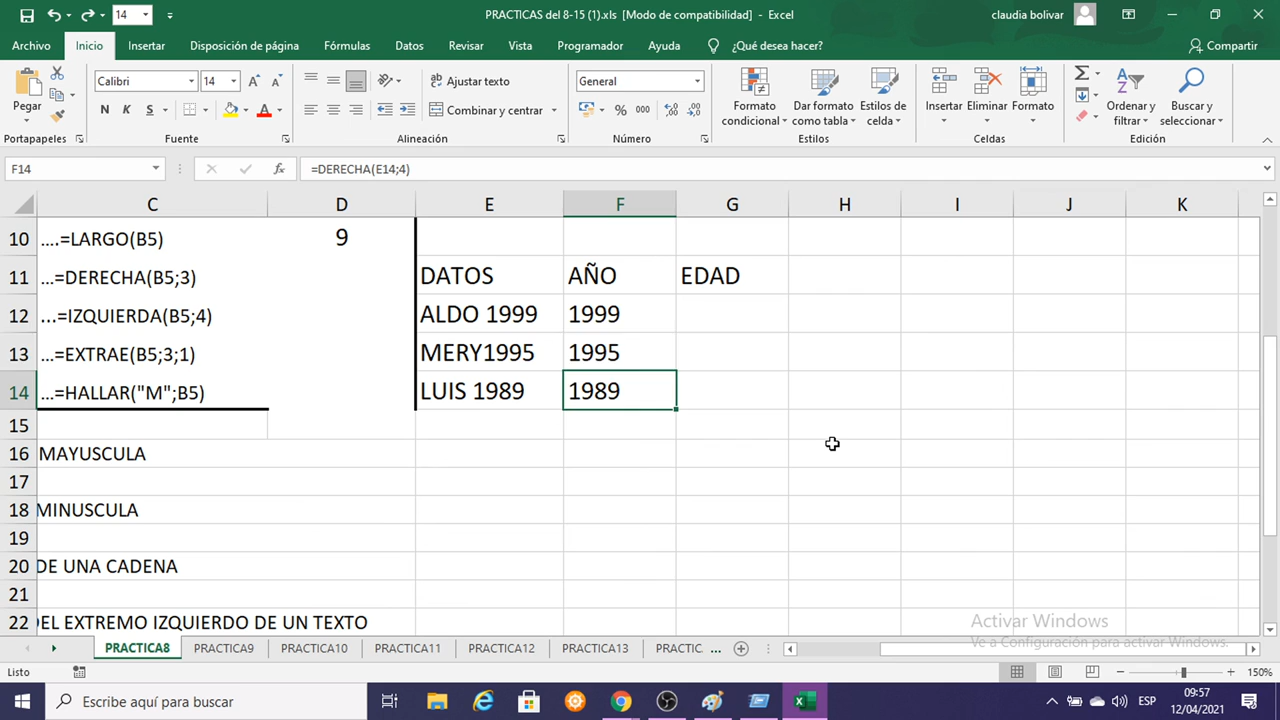 14
PRACTICAS del 8-15 (1).xls [Modo de compatibilidad] - Excel
claudia bolivar
Archivo Inicio Insertar Disposición de página Fórmulas Datos Revisar Vista Programador Ayuda ¿Qué desea hacer? Compartir
Pegar
Calibri 14
N K S
Ajustar texto
Combinar y centrar
General
% 000
Formato condicional
Dar formato como tabla
Estilos de celda
Insertar Eliminar Formato
Ordenar y filtrar
Buscar y seleccionar
Portapapeles Fuente Alineación Número Estilos Celdas Edición
F14 fx =DERECHA(E14;4)
C D E F G H I J K
10 ....=LARGO(B5) 9
11 ...=DERECHA(B5;3) DATOS AÑO EDAD
12 ...=IZQUIERDA(B5;4) ALDO 1999 1999
13 ...=EXTRAE(B5;3;1) MERY1995 1995
14 ...=HALLAR("M";B5) LUIS 1989 1989
15
16 MAYUSCULA
17
18 MINUSCULA
19
20 DE UNA CADENA
21
22 DEL EXTREMO IZQUIERDO DE UN TEXTO
Activar Windows
Ve a Configuración para activar Windows.
PRACTICA8 PRACTICA9 PRACTICA10 PRACTICA11 PRACTICA12 PRACTICA13 PRACTIC. ...
Listo 150%
Escribe aquí para buscar
ESP
09:57
12/04/2021